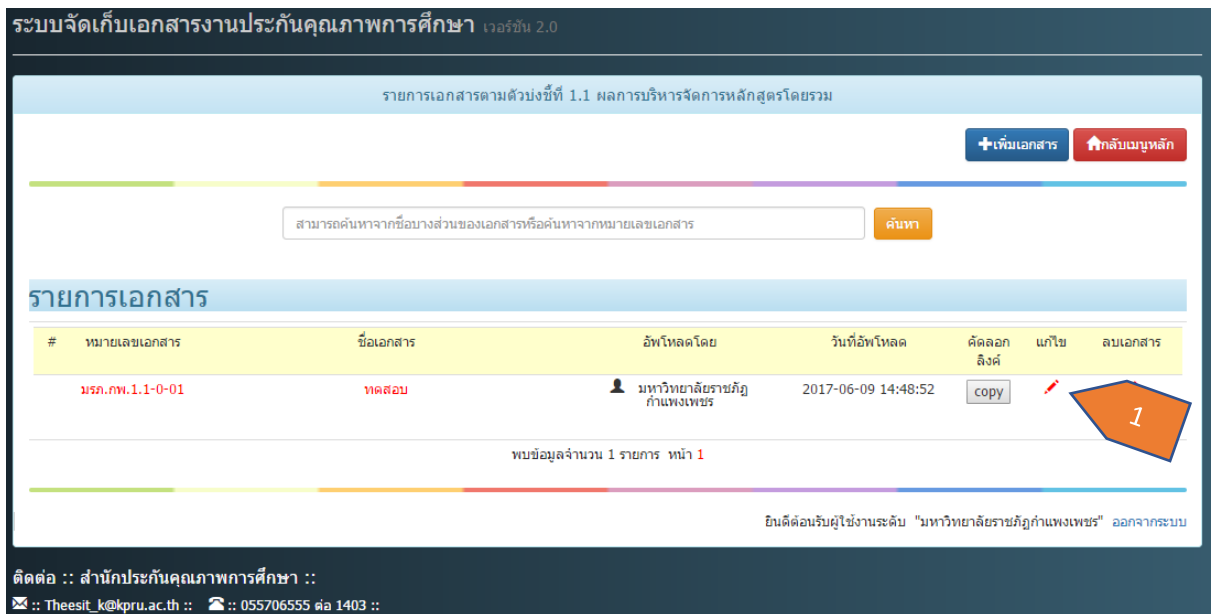 ระบบจัดเก็บเอกสารงานประกันคุณภาพการศึกษา เวอร์ชัน 2.0
รายการเอกสารตามตัวบ่งชี้ที่ 1.1 ผลการบริหารจัดการหลักสูตรโดยรวม
เพิ่มเอกสาร กลับเมนูหลัก
สามารถค้นหาจากชื่อบางส่วนของเอกสารหรือค้นหาจากหมายเลขเอกสาร ค้นหา
รายการเอกสาร
# หมายเลขเอกสาร ชื่อเอกสาร อัพโหลดโดย วันที่อัพโหลด คัดลอก แก้ไข ลบเอกสาร
ลิงค์
มรภ.กพ.1.1-0-01 ทดสอบ มหาวิทยาลัยราชภัฏ 2017-06-09 14:48:52 copy
กำแพงเพชร
1
พบข้อมูลจำนวน 1 รายการ หน้า 1
ยินดีต้อนรับผู้ใช้งานระดับ "มหาวิทยาลัยราชภัฏกำแพงเพชร" ออกจากระบบ
ติดต่อ :: สำนักประกันคุณภาพการศึกษา ::
:: Theesit_k@kpru.ac.th :: :: 055706555 ต่อ 1403 ::